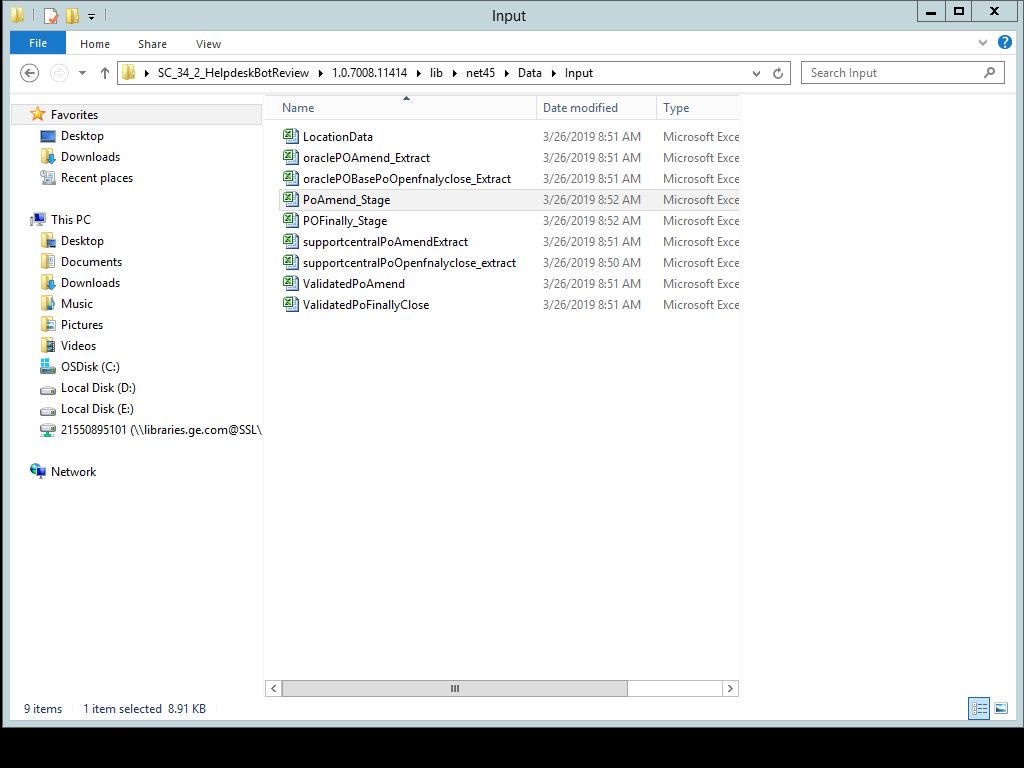 Input
File Home Share View
SC_34_2_HelpdeskBotReview 1.0.7008.11414 lib net45 Data Input
Search Input
Name Date modified Type
Favorites
Desktop
Downloads
Recent places
This PC
Desktop
Documents
Downloads
Music
Pictures
Videos
OSDisk (C:)
Local Disk (D:)
Local Disk (E:)
21550895101 (\\libraries.ge.com@SSL\
Network
LocationData 3/26/2019 8:51 AM Microsoft Exce
oraclePOAmend_Extract 3/26/2019 8:51 AM Microsoft Exce
oraclePOBasePoOpenfnalyclose_Extract 3/26/2019 8:51 AM Microsoft Exce
PoAmend_Stage 3/26/2019 8:52 AM Microsoft Exce
POFinally_Stage 3/26/2019 8:52 AM Microsoft Exce
supportcentralPoAmendExtract 3/26/2019 8:51 AM Microsoft Exce
supportcentralPoOpenfnalyclose_extract 3/26/2019 8:50 AM Microsoft Exce
ValidatedPoAmend 3/26/2019 8:51 AM Microsoft Exce
ValidatedPoFinallyClose 3/26/2019 8:51 AM Microsoft Exce
9 items 1 item selected 8.91 KB